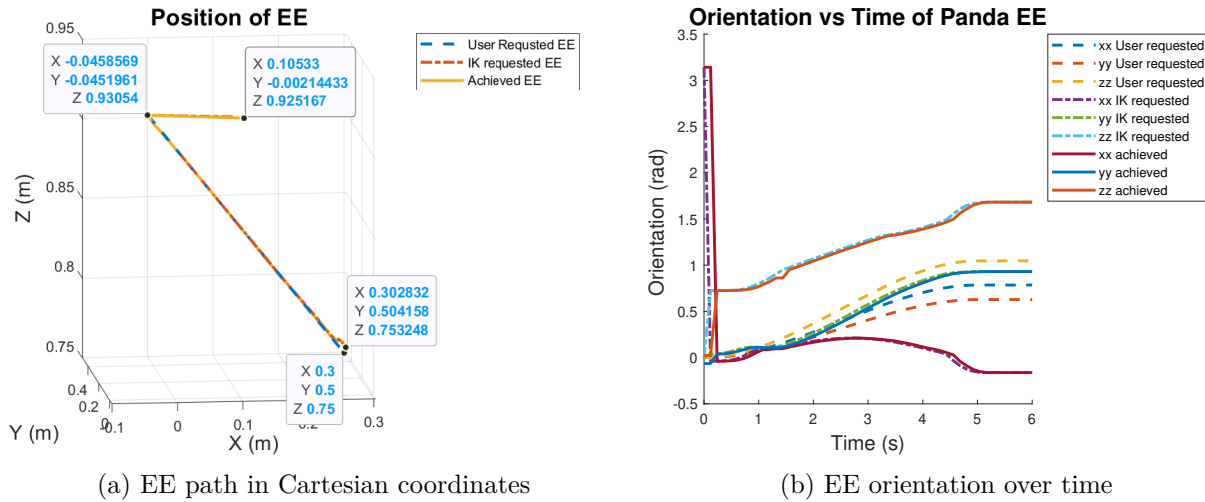 Position of EE
0.95
0.85
0.8
0.75
Z (m)
0.4
0.2
0
-0.1
0
0.1
0.2
0.3
Y (m)
X (m)
X -0.0458569
Y -0.0451961
Z 0.93054
X 0.10533
Y -0.00214433
Z 0.925167
User Requsted EE
IK requested EE
Achieved EE
X 0.302832
Y 0.504158
Z 0.753248
X 0.3
Y 0.5
Z 0.75
(a) EE path in Cartesian coordinates
Orientation vs Time of Panda EE
3.5
3
2.5
2
1.5
1
0.5
0
-0.5
Orientation (rad)
0 1 2 3 4 5 6
Time (s)
xx User requested
yy User requested
zz User requested
xx IK requested
yy IK requested
zz IK requested
xx achieved
yy achieved
zz achieved
(b) EE orientation over time